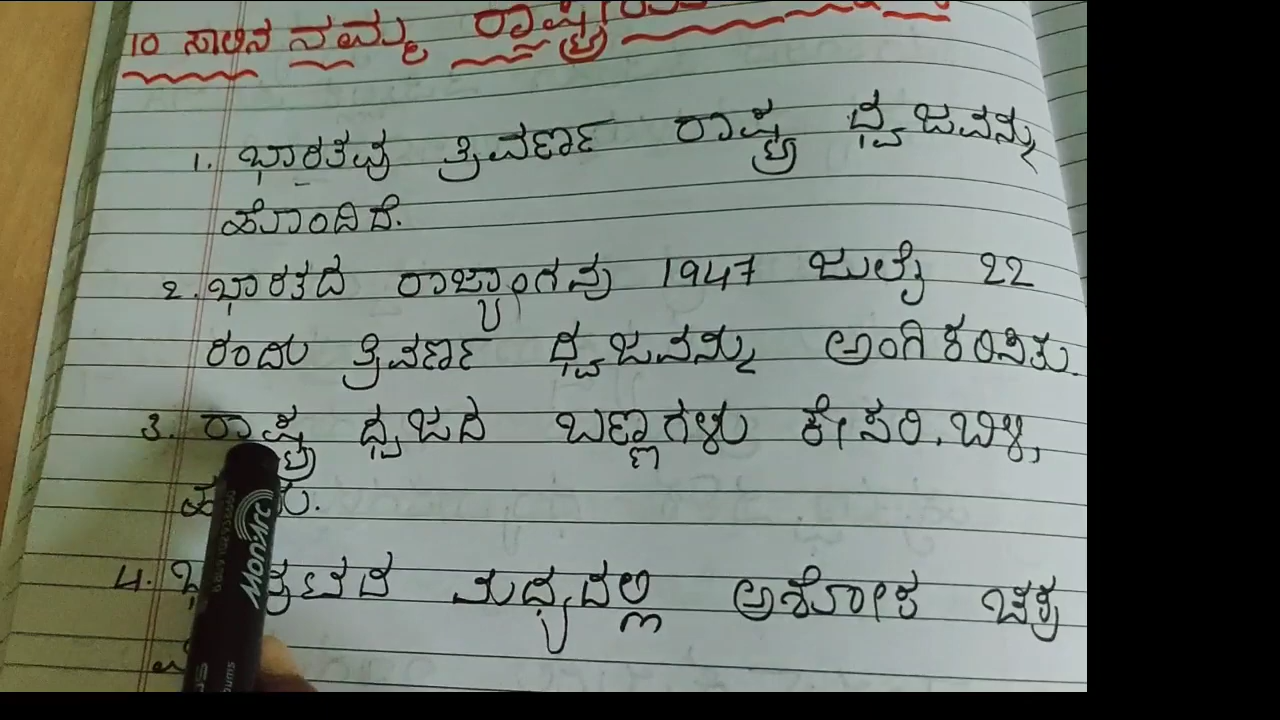 10 ಸಾಲಿನ ನಮ್ಮ ರಾಷ್ಟ್ರ
1. ಭಾರತವು ತ್ರಿವರ್ಣ ರಾಷ್ಟ್ರ ಧ್ವಜವನ್ನು
ಹೊಂದಿದೆ.
2. ಭಾರತದ ರಾಜ್ಯಾಂಗವು 1947 ಜುಲೈ 22
ರಂದು ತ್ರಿವರ್ಣ ಧ್ವಜವನ್ನು ಅಂಗಿಕರಿಸಿತು.
3. ರಾಷ್ಟ್ರ ಧ್ವಜದ ಬಣ್ಣಗಳು ಕೇಸರಿ, ಬಿಳಿ,
4. ಮಧ್ಯದಲ್ಲಿ ಅಶೋಕ ಚಕ್ರ
Monarc